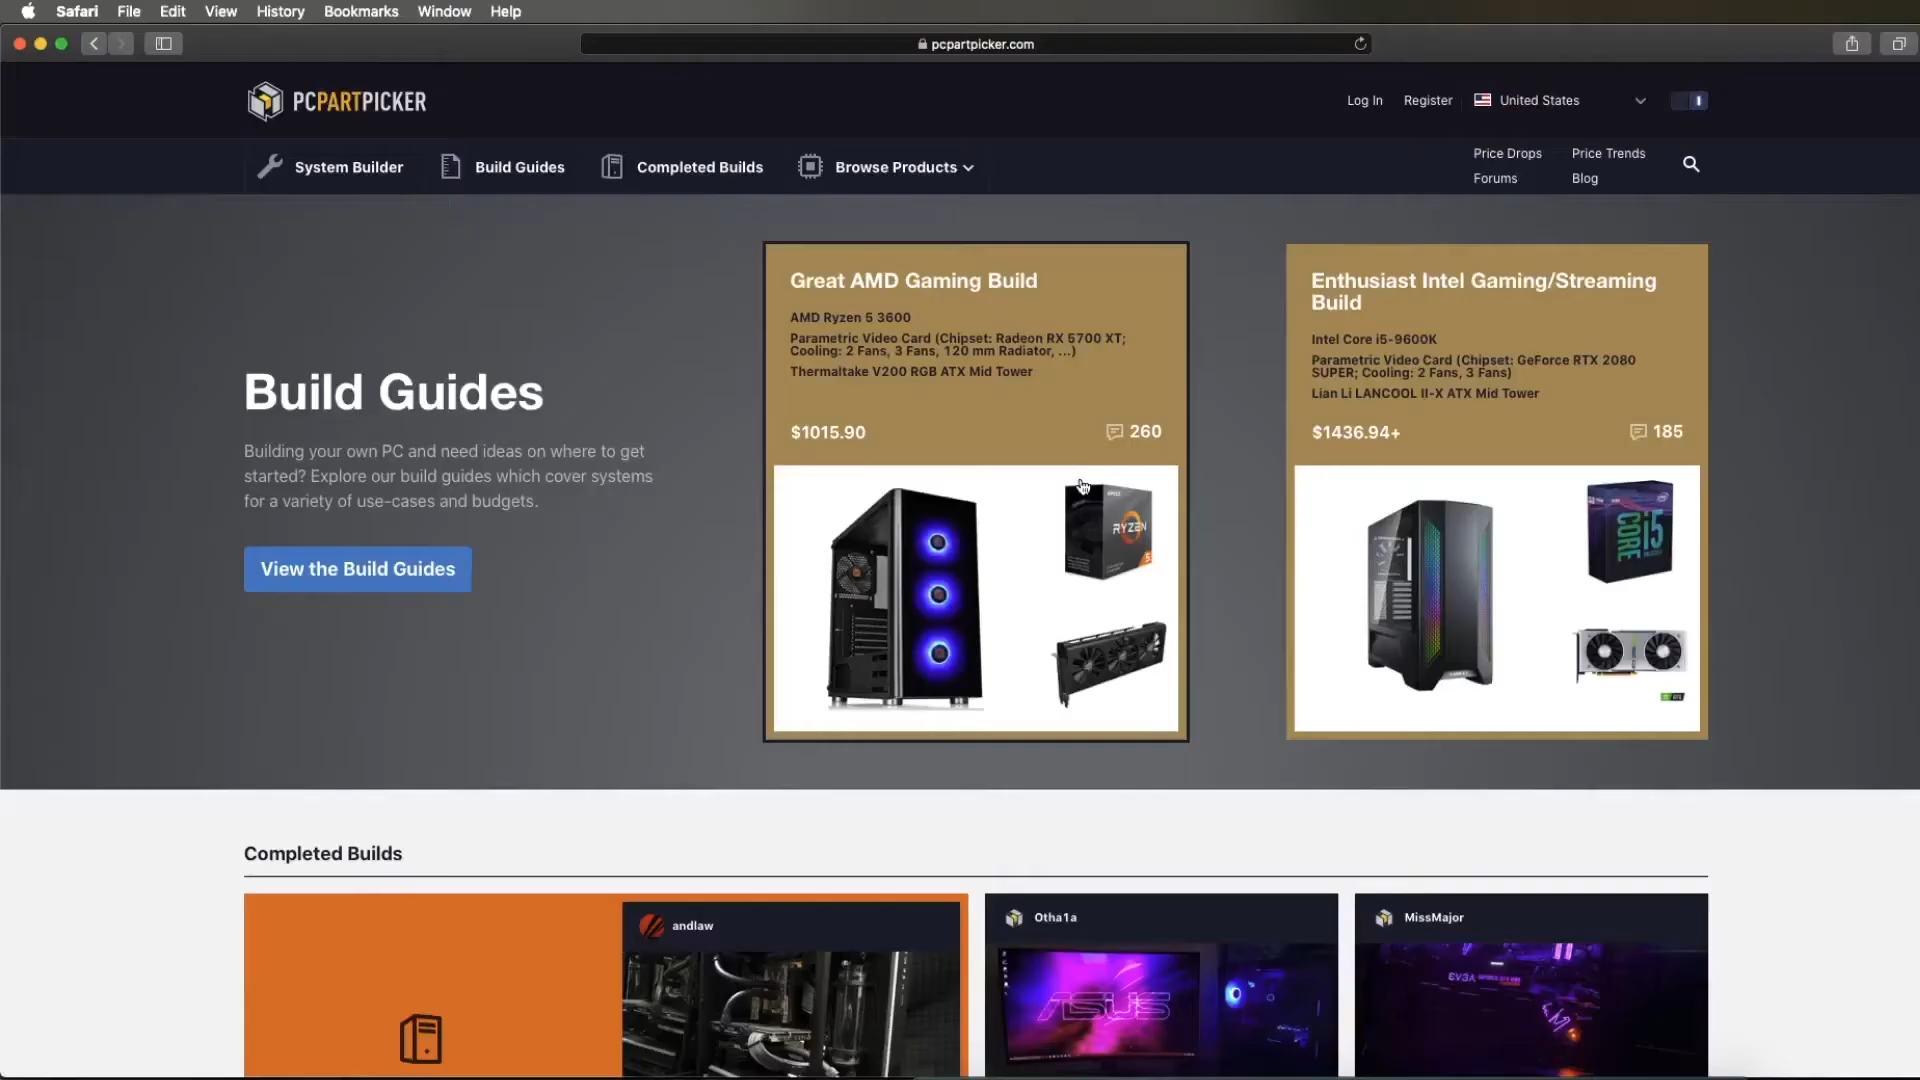 Safari File Edit View History Bookmarks Window Help
pcpartpicker.com
PCPARTPICKER
Log In Register United States
System Builder Build Guides Completed Builds Browse Products
Price Drops Price Trends
Forums Blog
Build Guides
Building your own PC and need ideas on where to get
started? Explore our build guides which cover systems
for a variety of use-cases and budgets.
View the Build Guides
Great AMD Gaming Build
AMD Ryzen 5 3600
Parametric Video Card (Chipset: Radeon RX 5700 XT;
Cooling: 2 Fans, 3 Fans, 120 mm Radiator, ...)
Thermaltake V200 RGB ATX Mid Tower
$1015.90 260
RYZEN
5
Enthusiast Intel Gaming/Streaming
Build
Intel Core i5-9600K
Parametric Video Card (Chipset: GeForce RTX 2080
SUPER; Cooling: 2 Fans, 3 Fans)
Lian Li LANCOOL II-X ATX Mid Tower
$1436.94+ 185
CORE
i5
Completed Builds
andlaw
Otha1a
ASUS
MissMajor
EVGA